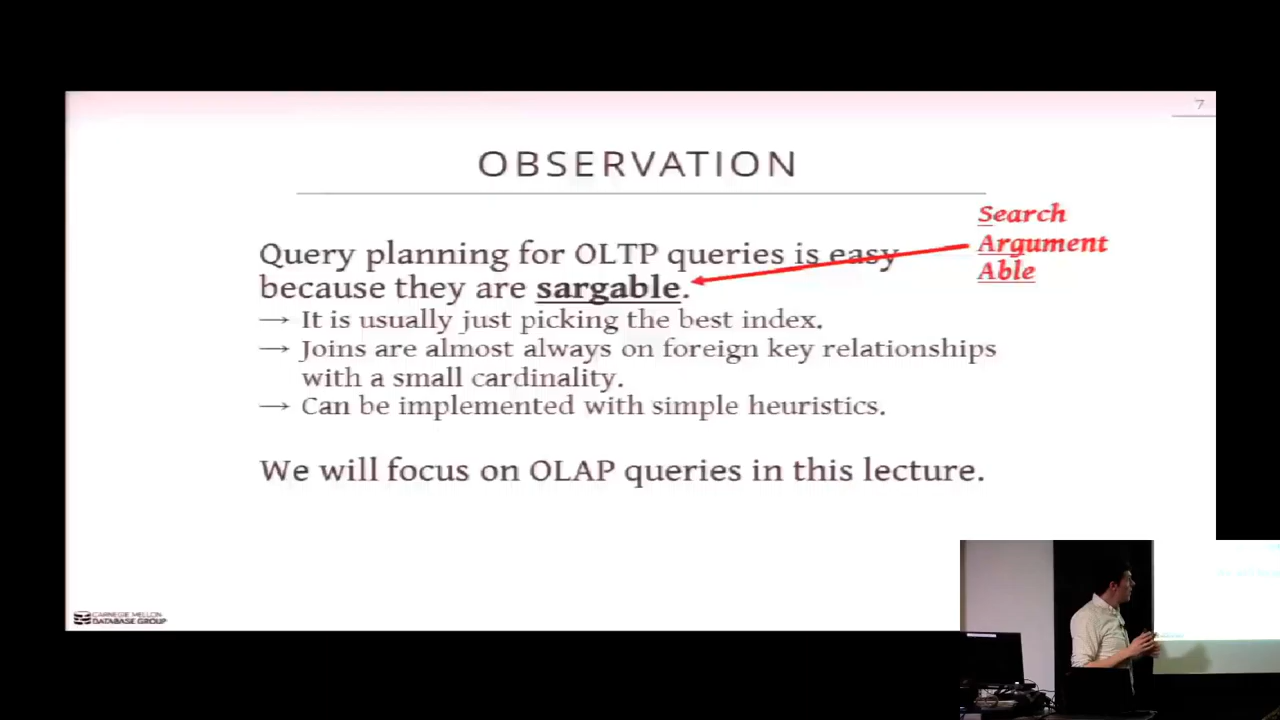 7
OBSERVATION
Search
Argument
Able
Query planning for OLTP queries is easy
because they are sargable.
→ It is usually just picking the best index.
→ Joins are almost always on foreign key relationships
with a small cardinality.
→ Can be implemented with simple heuristics.
We will focus on OLAP queries in this lecture.
CARNEGIE MELLON
DATABASE GROUP